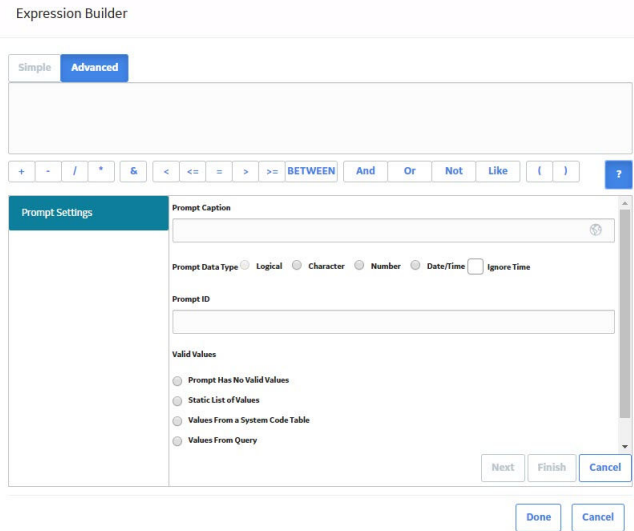 Expression Builder
Simple Advanced
+ - / * & < <= = > >= BETWEEN And Or Not Like ( ) ?
Prompt Settings
Prompt Caption
Prompt Data Type Logical Character Number Date/Time Ignore Time
Prompt ID
Valid Values
Prompt Has No Valid Values
Static List of Values
Values From a System Code Table
Values From Query
Next Finish Cancel
Done Cancel